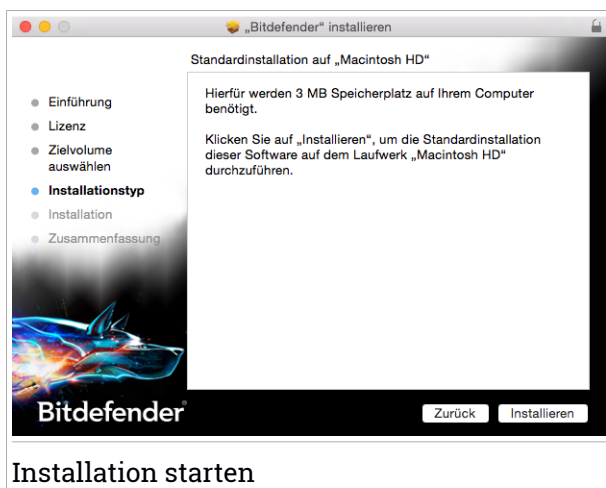 „Bitdefender“ installieren
Standardinstallation auf „Macintosh HD“
Einführung
Lizenz
Zielvolume
auswählen
Installationstyp
Installation
Zusammenfassung
Hierfür werden 3 MB Speicherplatz auf Ihrem Computer
benötigt.
Klicken Sie auf „Installieren“, um die Standardinstallation
dieser Software auf dem Laufwerk „Macintosh HD“
durchzuführen.
Bitdefender
Zurück
Installieren
Installation starten